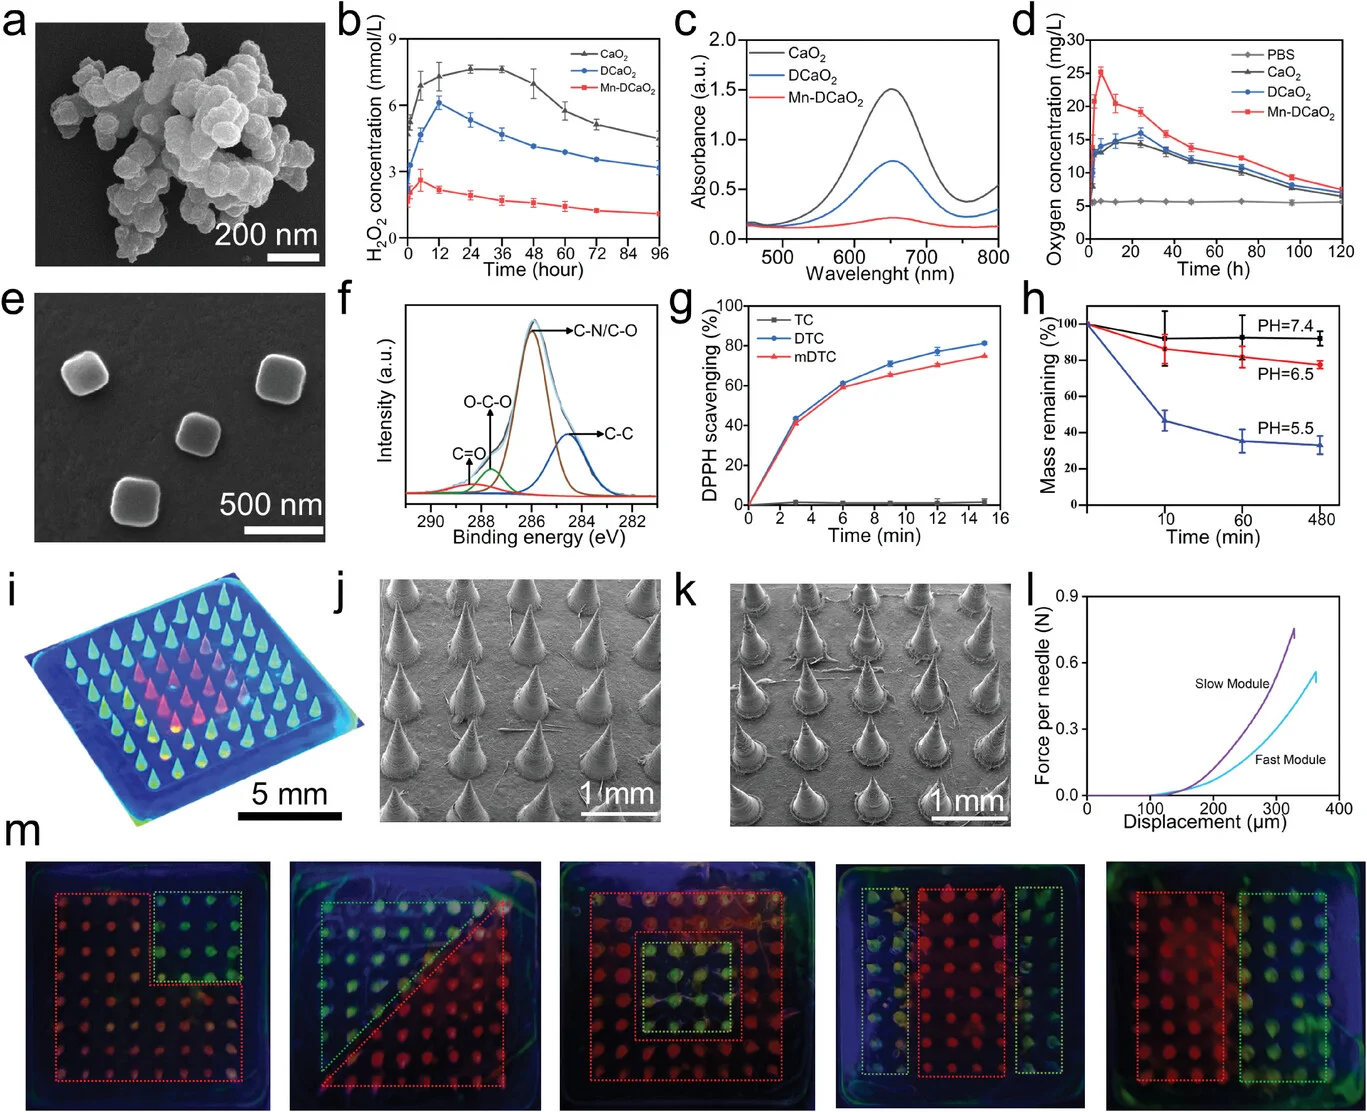 a
200 nm
b
H₂O₂ concentration (mmol/L)
9
6
3
0
CaO₂
DCaO₂
Mn-DCaO₂
0 12 24 36 48 60 72 84 96
Time (hour)
c
Absorbance (a.u.)
2.0
1.5
1.0
0.5
0.0
CaO₂
DCaO₂
Mn-DCaO₂
500 600 700 800
Wavelenght (nm)
d
Oxygen concentration (mg/L)
30
25
20
15
10
5
0
PBS
CaO₂
DCaO₂
Mn-DCaO₂
0 20 40 60 80 100 120
Time (h)
e
500 nm
f
Intensity (a.u.)
C-N/C-O
O-C-O
C-C
C=O
290 288 286 284 282
Binding energy (eV)
g
DPPH scavenging (%)
100
80
60
40
20
0
TC
DTC
mDTC
0 2 4 6 8 10 12 14 16
Time (min)
h
Mass remaining (%)
100
80
60
40
20
0
PH=7.4
PH=6.5
PH=5.5
10 60 480
Time (min)
i
5 mm
j
1 mm
k
1 mm
l
Force per needle (N)
0.9
0.6
0.3
0.0
Slow Module
Fast Module
0 100 200 300 400
Displacement (μm)
m